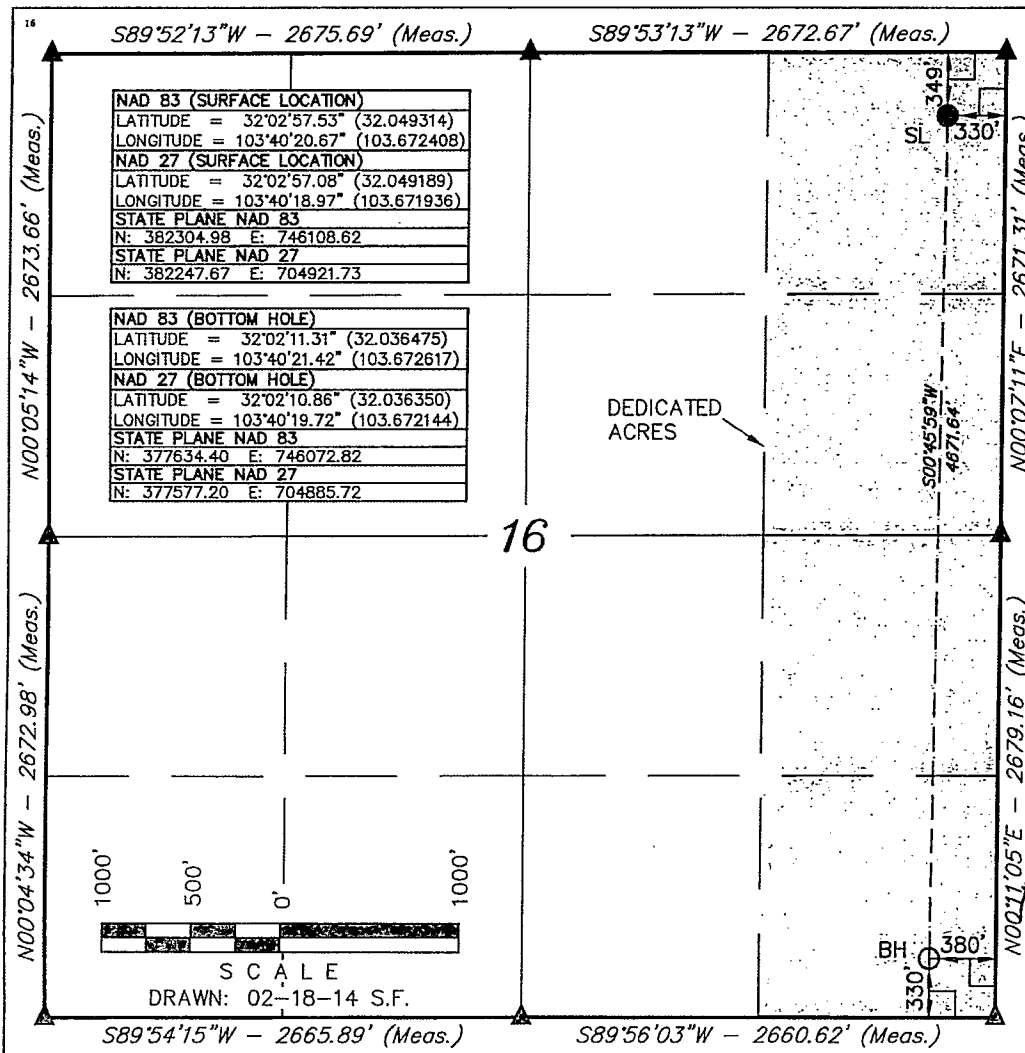 16
S89°52'13"W – 2675.69' (Meas.)
S89°53'13"W – 2672.67' (Meas.)
N00°05'14"W – 2673.66' (Meas.)
NAD 83 (SURFACE LOCATION)
LATITUDE = 32°02'57.53" (32.049314)
LONGITUDE = 103°40'20.67" (103.672408)
NAD 27 (SURFACE LOCATION)
LATITUDE = 32°02'57.08" (32.049189)
LONGITUDE = 103°40'18.97" (103.671936)
STATE PLANE NAD 83
N: 382304.98 E: 746108.62
STATE PLANE NAD 27
N: 382247.67 E: 704921.73
NAD 83 (BOTTOM HOLE)
LATITUDE = 32°02'11.31" (32.036475)
LONGITUDE = 103°40'21.42" (103.672617)
NAD 27 (BOTTOM HOLE)
LATITUDE = 32°02'10.86" (32.036350)
LONGITUDE = 103°40'19.72" (103.672144)
STATE PLANE NAD 83
N: 377634.40 E: 746072.82
STATE PLANE NAD 27
N: 377577.20 E: 704885.72
349'
SL
330'
N00°07'11"E – 2671.31' (Meas.)
DEDICATED
ACRES
S00°45'59"W
4671.64'
16
N00°04'34"W – 2672.98' (Meas.)
N00°11'05"E – 2679.16' (Meas.)
1000'
500'
0'
1000'
SCALE
DRAWN: 02-18-14 S.F.
BH
380'
330'
S89°54'15"W – 2665.89' (Meas.)
S89°56'03"W – 2660.62' (Meas.)